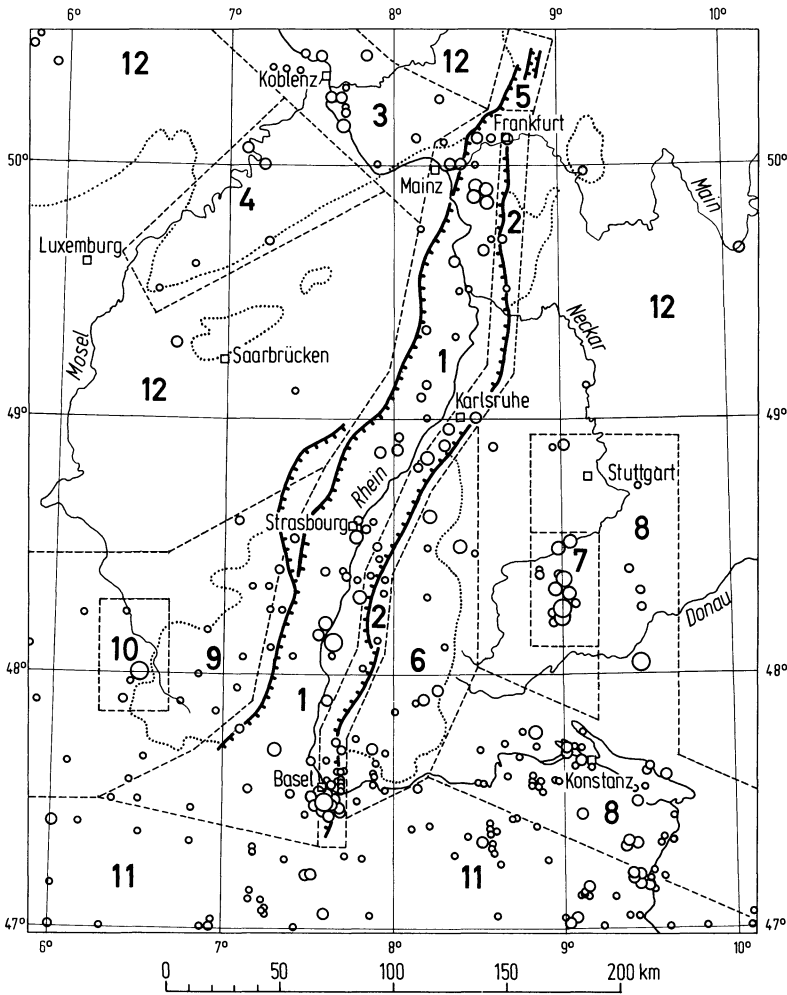 6° 7° 8° 9° 10°
12
12
Koblenz
5
3
Frankfurt
50° 50°
Mainz
4
Main
2
Luxemburg
12
Mosel
Neckar
Saarbrücken
1
12
Karlsruhe
49° 49°
Stuttgart
Rhein
Strasbourg
8
7
2
Donau
10
9
6
48° 48°
1
Basel
Konstanz
8
11
11
47° 47°
6° 7° 8° 9° 10°
0 50 100 150 200 km